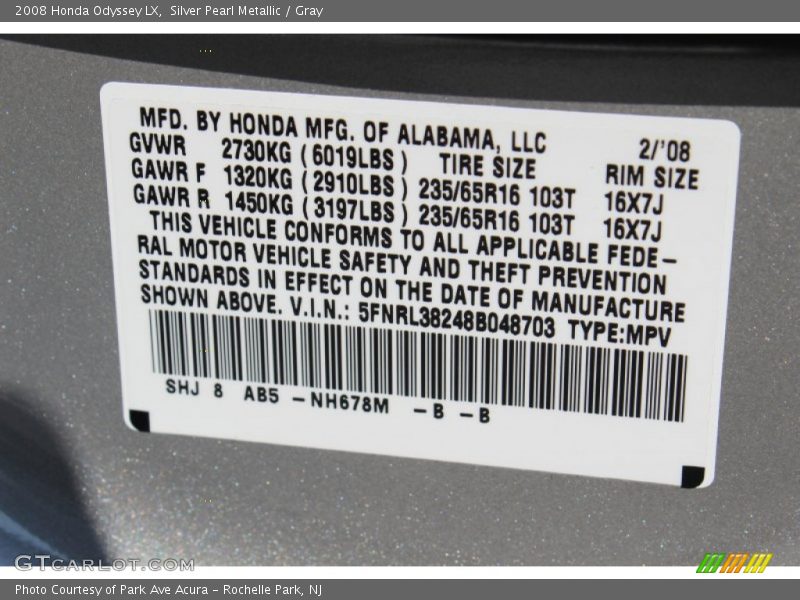 2008 Honda Odyssey LX, Silver Pearl Metallic / Gray
MFD. BY HONDA MFG. OF ALABAMA, LLC 2/'08
GVWR 2730KG (6019LBS) TIRE SIZE RIM SIZE
GAWR F 1320KG (2910LBS) 235/65R16 103T 16X7J
GAWR R 1450KG (3197LBS) 235/65R16 103T 16X7J
THIS VEHICLE CONFORMS TO ALL APPLICABLE FEDE-
RAL MOTOR VEHICLE SAFETY AND THEFT PREVENTION
STANDARDS IN EFFECT ON THE DATE OF MANUFACTURE
SHOWN ABOVE. V.I.N.: 5FNRL38248B048703 TYPE:MPV
SHJ 8 AB5 -NH678M -B -B
GTCARLOT.COM
Photo Courtesy of Park Ave Acura - Rochelle Park, NJ